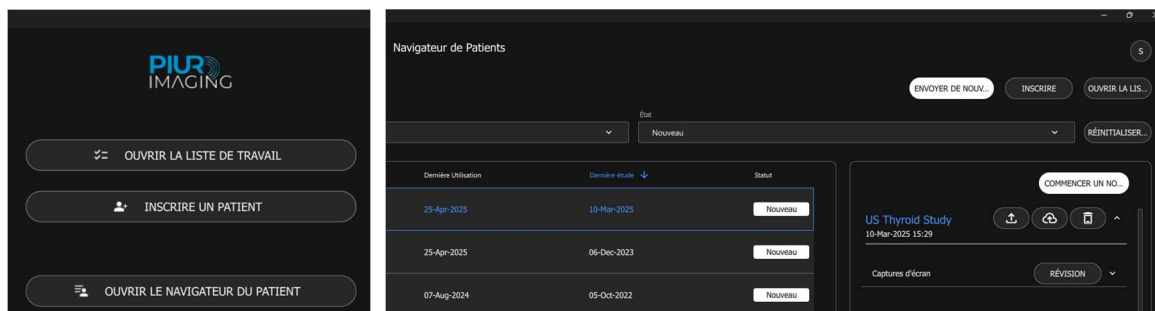 PIUR
IMAGING
OUVRIR LA LISTE DE TRAVAIL
INSCRIRE UN PATIENT
OUVRIR LE NAVIGATEUR DU PATIENT
Navigateur de Patients
S
ENVOYER DE NOUV...
INSCRIRE
OUVRIR LA LIS...
État
Nouveau
RÉINITIALISER...
Dernière Utilisation
Dernière étude
Statut
25-Apr-2025
10-Mar-2025
Nouveau
25-Apr-2025
06-Dec-2023
Nouveau
07-Aug-2024
05-Oct-2022
Nouveau
COMMENCER UN NO...
US Thyroid Study
10-Mar-2025 15:29
Captures d'écran
RÉVISION